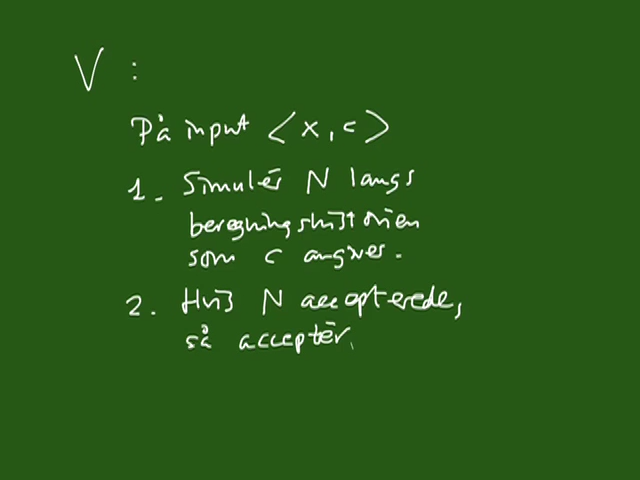 V :
På input < x, c >
1. Simulér N langs
beregningshistorien
som c angiver.
2. Hvis N accepterede,
så acceptér.